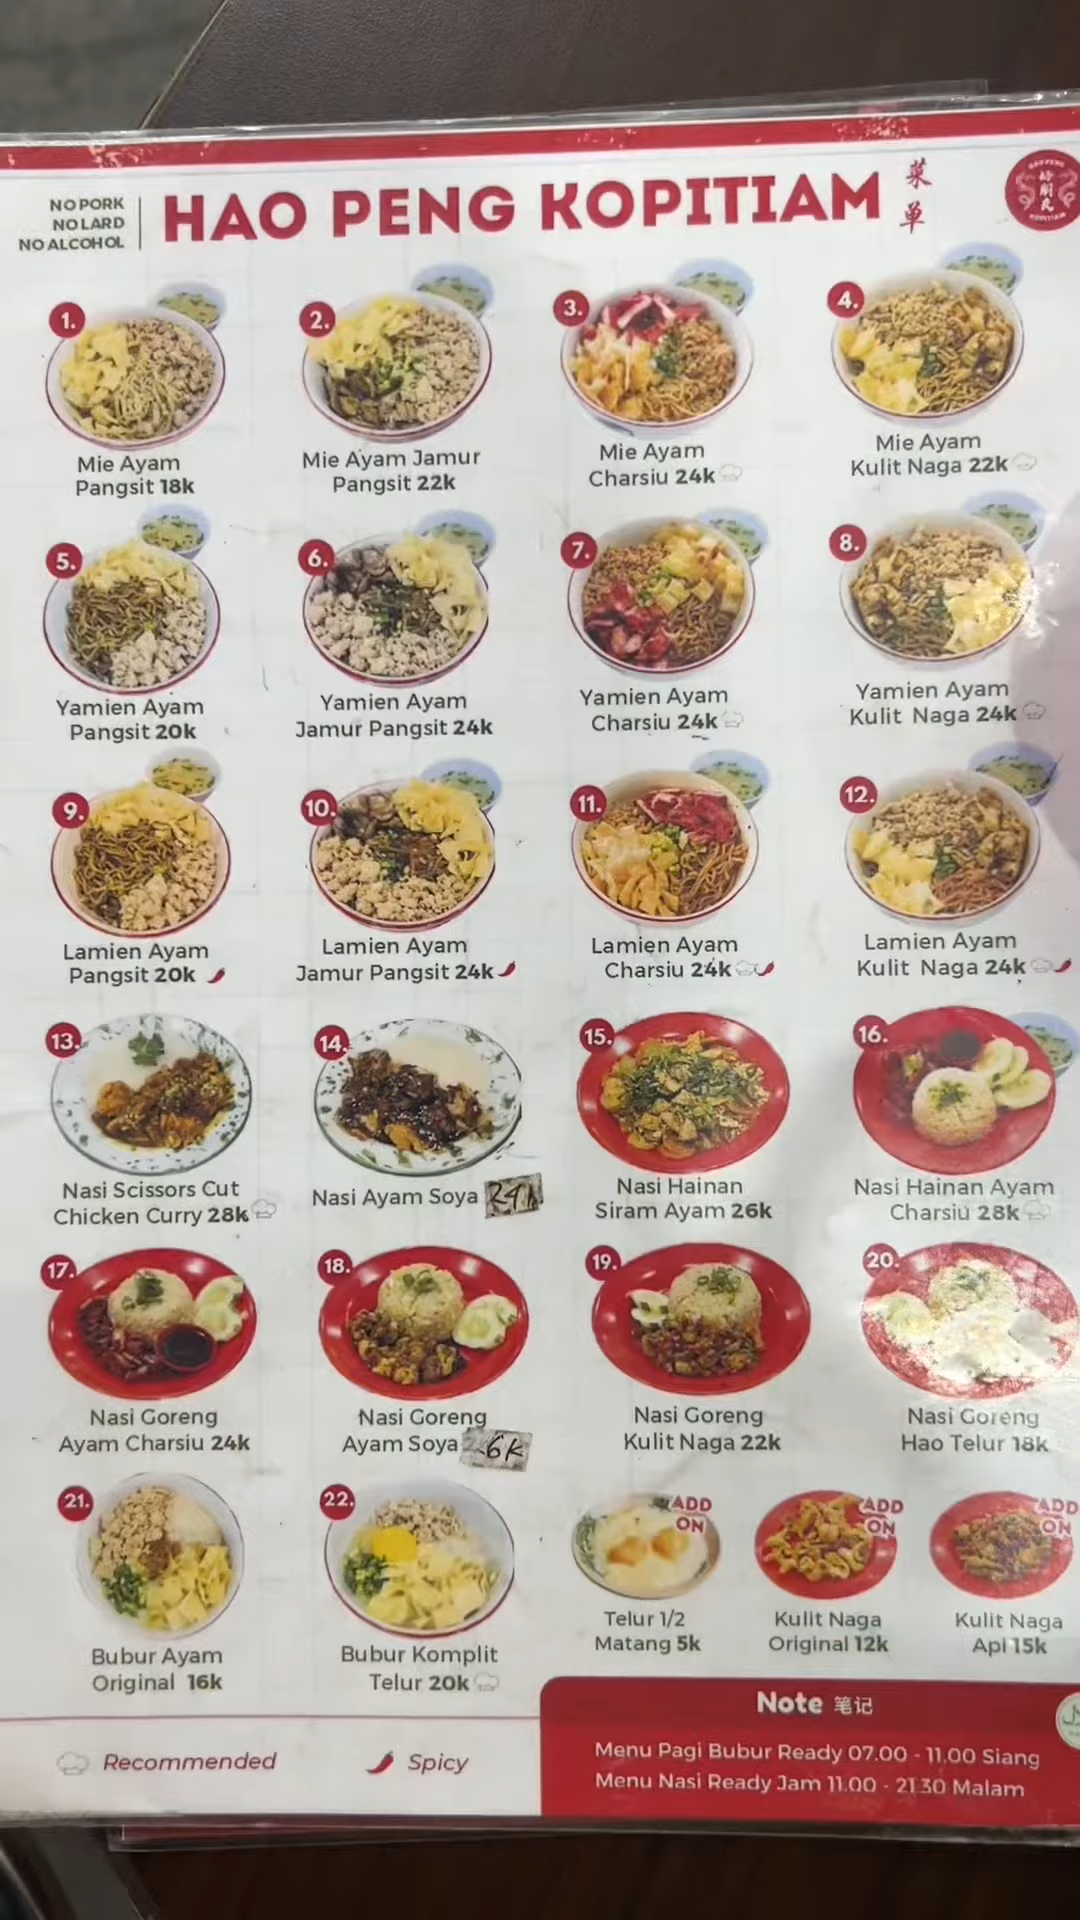 NO PORK
NO LARD
NO ALCOHOL
HAO PENG KOPITIAM
菜单
HAO PENG
KOPITIAM
1.
Mie Ayam
Pangsit 18k
2.
Mie Ayam Jamur
Pangsit 22k
3.
Mie Ayam
Charsiu 24k
4.
Mie Ayam
Kulit Naga 22k
5.
Yamien Ayam
Pangsit 20k
6.
Yamien Ayam
Jamur Pangsit 24k
7.
Yamien Ayam
Charsiu 24k
8.
Yamien Ayam
Kulit Naga 24k
9.
Lamien Ayam
Pangsit 20k
10.
Lamien Ayam
Jamur Pangsit 24k
11.
Lamien Ayam
Charsiu 24k
12.
Lamien Ayam
Kulit Naga 24k
13.
Nasi Scissors Cut
Chicken Curry 28k
14.
Nasi Ayam Soya
15.
Nasi Hainan
Siram Ayam 26k
16.
Nasi Hainan Ayam
Charsiu 28k
17.
Nasi Goreng
Ayam Charsiu 24k
18.
Nasi Goreng
Ayam Soya
19.
Nasi Goreng
Kulit Naga 22k
20.
Nasi Goreng
Hao Telur 18k
21.
Bubur Ayam
Original 16k
22.
Bubur Komplit
Telur 20k
ADD
ON
Telur 1/2
Matang 5k
ADD
ON
Kulit Naga
Original 12k
ADD
ON
Kulit Naga
Api 15k
Recommended
Spicy
Note 笔记
Menu Pagi Bubur Ready 07.00 - 11.00 Siang
Menu Nasi Ready Jam 11.00 - 21.30 Malam